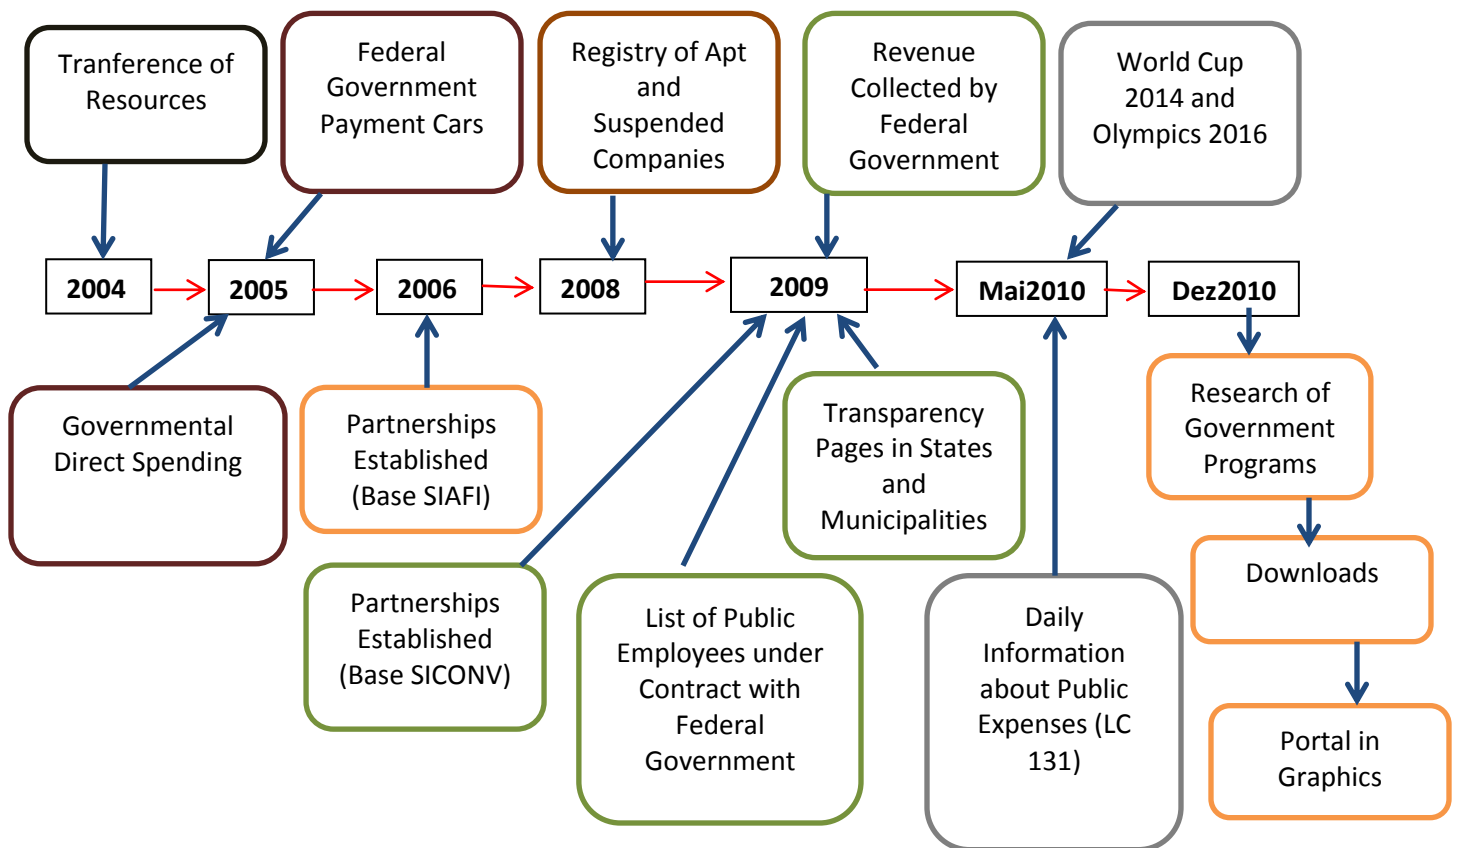 Tranference of
Resources
Federal
Government
Payment Cars
Registry of Apt
and
Suspended
Companies
Revenue
Collected by
Federal
Government
World Cup
2014 and
Olympics 2016
2004
2005
2006
2008
2009
Mai2010
Dez2010
Governmental
Direct Spending
Partnerships
Established
(Base SIAFI)
Transparency
Pages in States
and
Municipalities
Research of
Government
Programs
Partnerships
Established
(Base SICONV)
List of Public
Employees under
Contract with
Federal
Government
Daily
Information
about Public
Expenses (LC
131)
Downloads
Portal in
Graphics